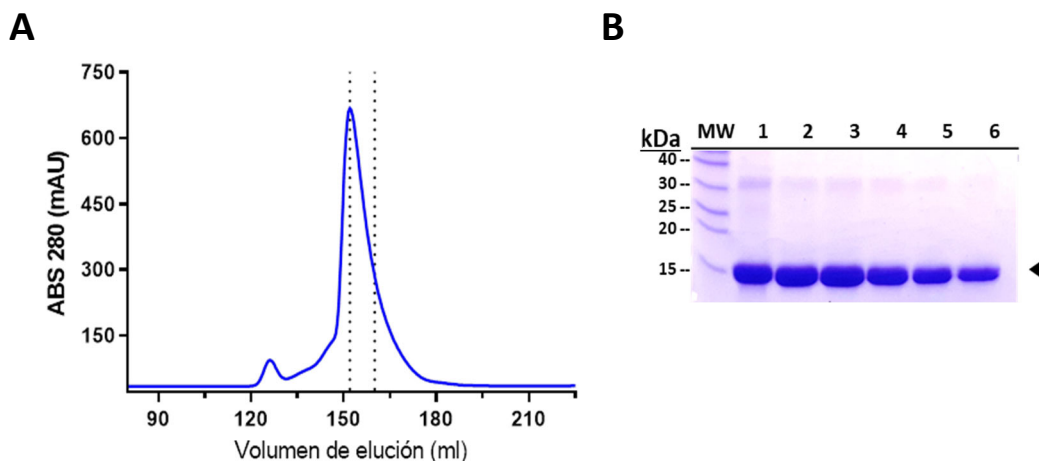 A
ABS 280 (mAU)
750
600
450
300
150
90 120 150 180 210
Volumen de elución (ml)
B
kDa MW 1 2 3 4 5 6
40 --
30 --
25 --
20 --
15 --